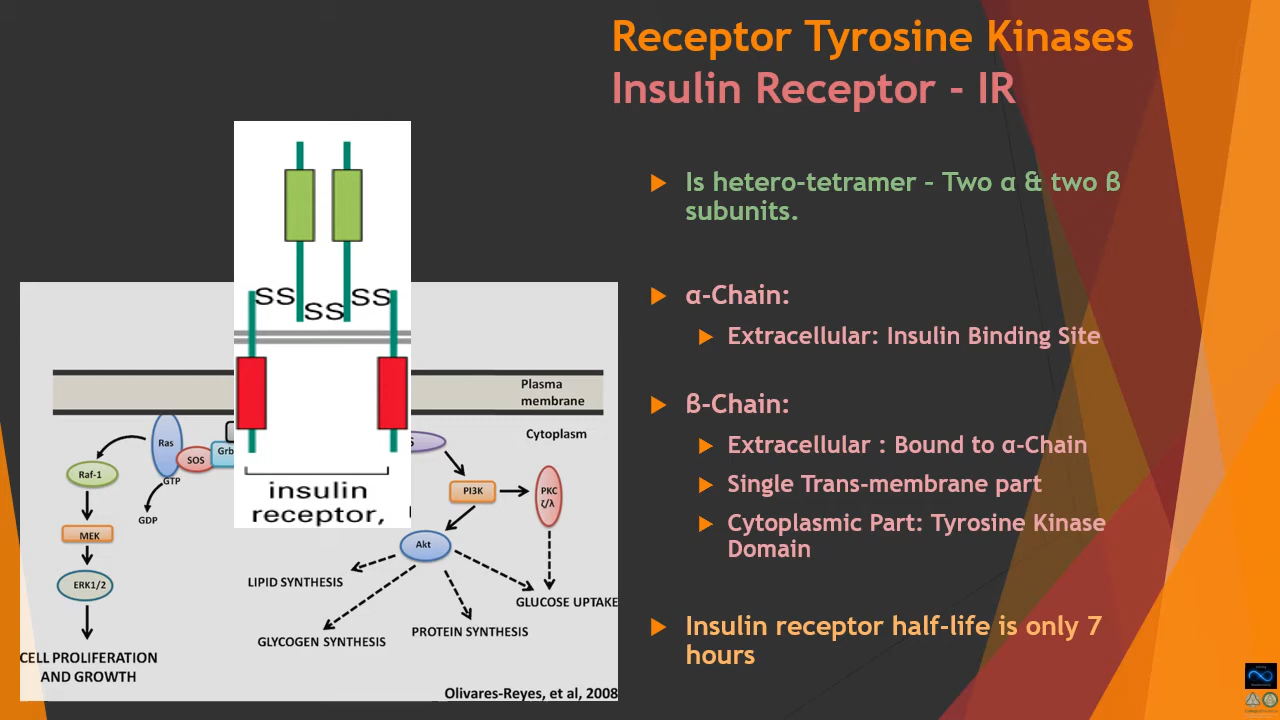 Receptor Tyrosine Kinases
Insulin Receptor - IR
Is hetero-tetramer – Two α & two β
subunits.
α-Chain:
Extracellular: Insulin Binding Site
β-Chain:
Extracellular : Bound to α-Chain
Single Trans-membrane part
Cytoplasmic Part: Tyrosine Kinase
Domain
Insulin receptor half-life is only 7
hours
SS SS
SS
insulin
receptor,
Plasma
membrane
Cytoplasm
Ras
SOS
Grb
GTP
GDP
Raf-1
MEK
ERK1/2
CELL PROLIFERATION
AND GROWTH
S
PI3K
PKC
ζ/λ
Akt
LIPID SYNTHESIS
GLUCOSE UPTAKE
PROTEIN SYNTHESIS
GLYCOGEN SYNTHESIS
Olivares-Reyes, et al, 2008